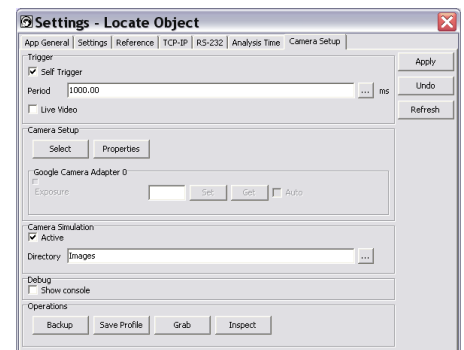 Settings - Locate Object
App General Settings Reference TCP-IP RS-232 Analysis Time Camera Setup
Trigger
Self Trigger
Period 1000.00 ... ms
Live Video
Apply
Undo
Refresh
Camera Setup
Select Properties
Google Camera Adapter 0
Exposure Set Get Auto
Camera Simulation
Active
Directory Images ...
Debug
Show console
Operations
Backup Save Profile Grab Inspect